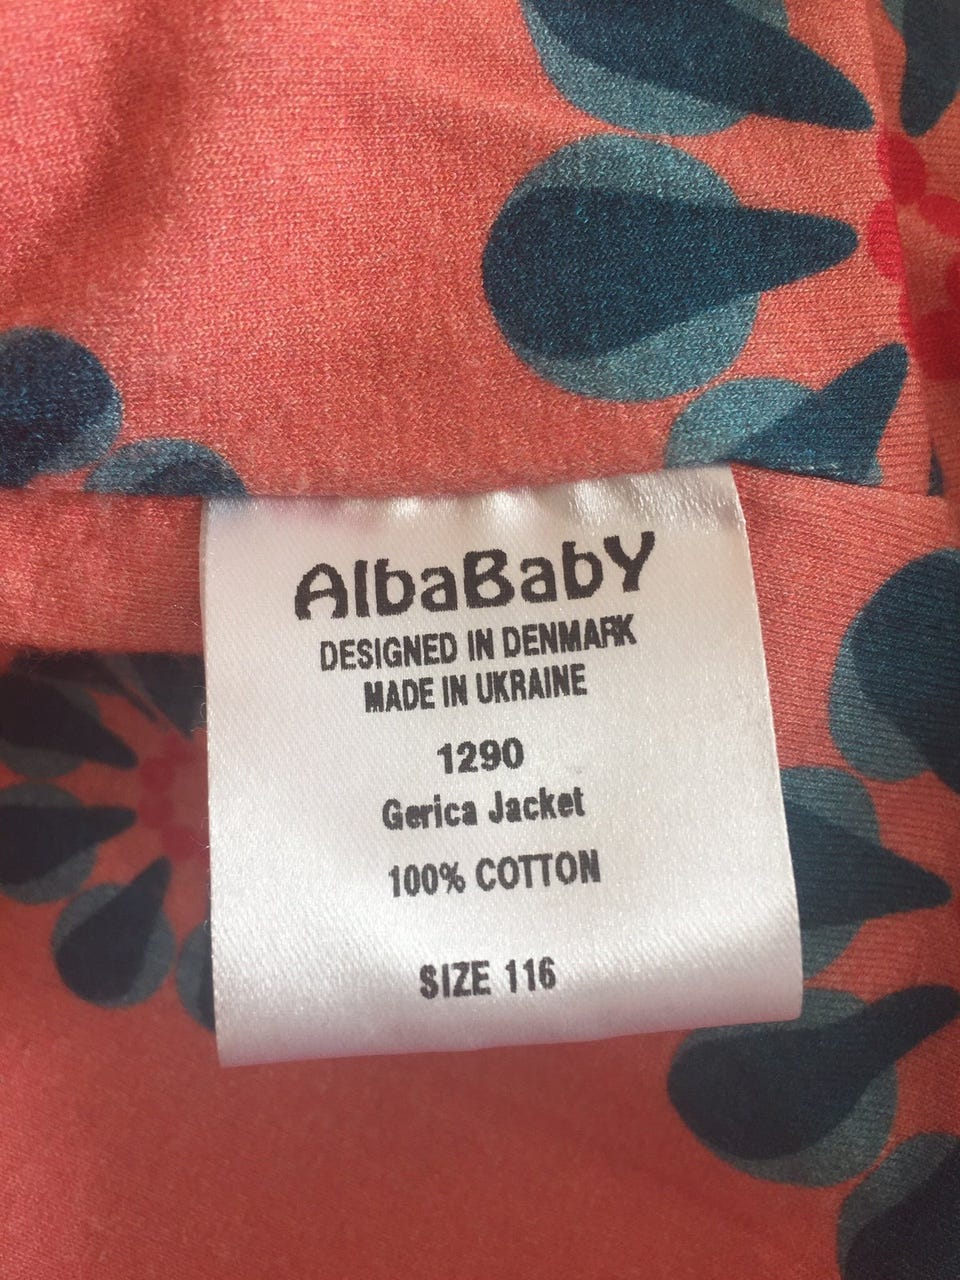 AlbaBabY
DESIGNED IN DENMARK
MADE IN UKRAINE
1290
Gerica Jacket
100% COTTON
SIZE 116